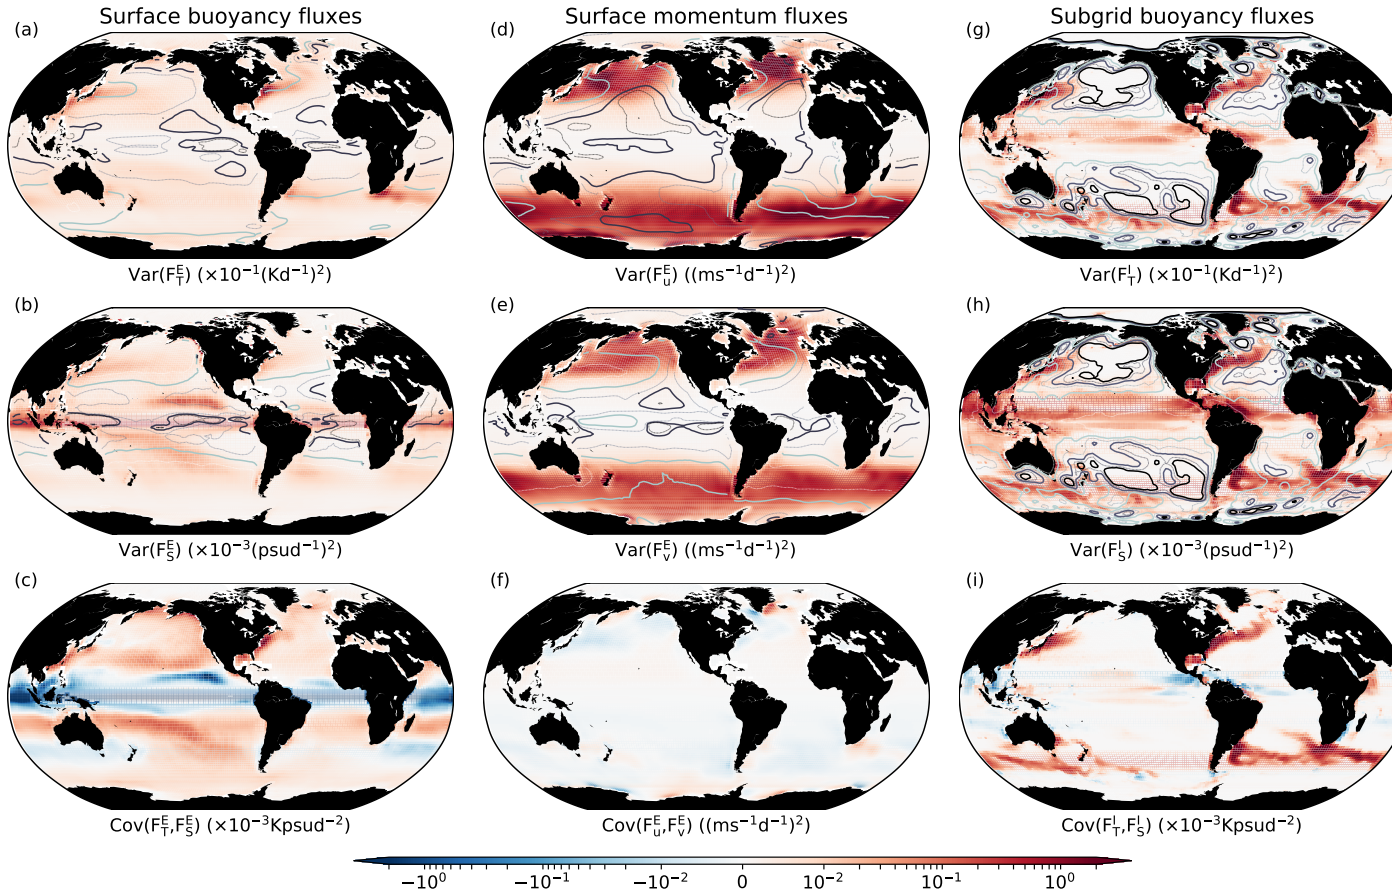 Surface buoyancy fluxes
Surface momentum fluxes
Subgrid buoyancy fluxes
(a)
(d)
(g)
Var(F_T^E) (×10⁻¹(Kd⁻¹)²)
Var(F_u^E) ((ms⁻¹d⁻¹)²)
Var(F_T^I) (×10⁻¹(Kd⁻¹)²)
(b)
(e)
(h)
Var(F_S^E) (×10⁻³(psud⁻¹)²)
Var(F_v^E) ((ms⁻¹d⁻¹)²)
Var(F_S^I) (×10⁻³(psud⁻¹)²)
(c)
(f)
(i)
Cov(F_T^E,F_S^E) (×10⁻³Kpsud⁻²)
Cov(F_u^E,F_v^E) ((ms⁻¹d⁻¹)²)
Cov(F_T^I,F_S^I) (×10⁻³Kpsud⁻²)
−10⁰ −10⁻¹ −10⁻² 0 10⁻² 10⁻¹ 10⁰